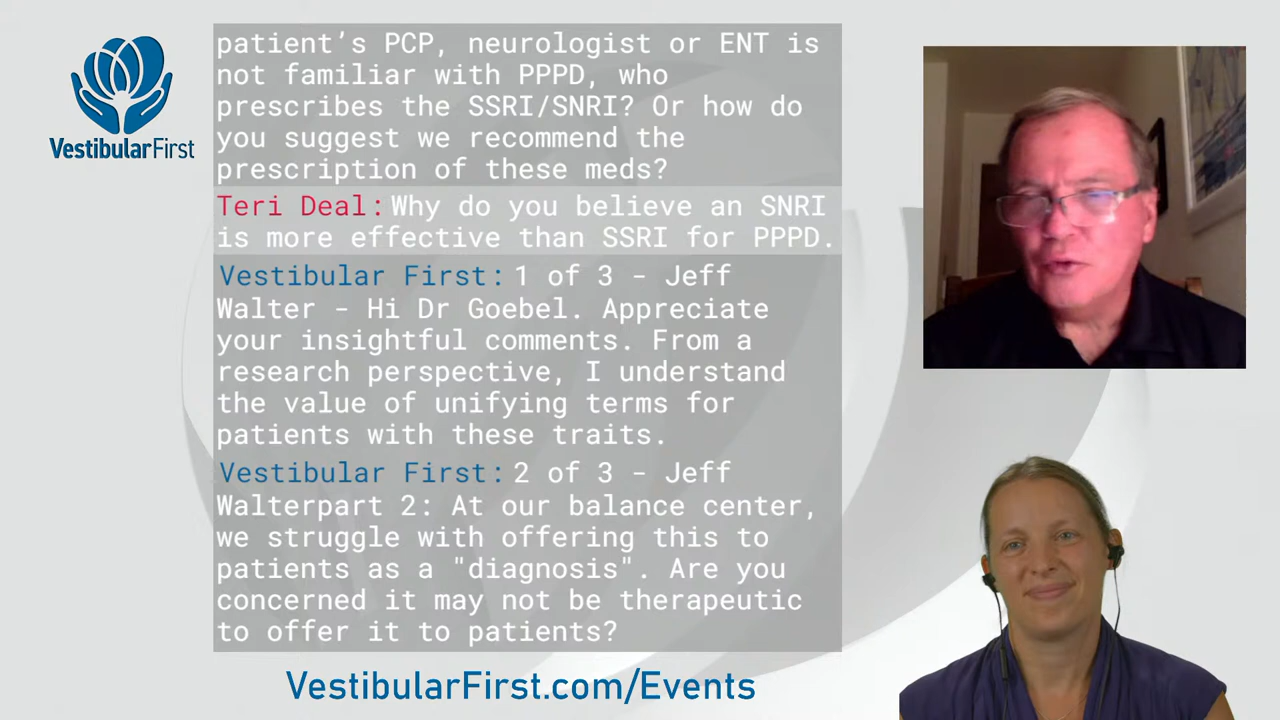 VestibularFirst
patient's PCP, neurologist or ENT is
not familiar with PPPD, who
prescribes the SSRI/SNRI? Or how do
you suggest we recommend the
prescription of these meds?
Teri Deal: Why do you believe an SNRI
is more effective than SSRI for PPPD.
Vestibular First: 1 of 3 - Jeff
Walter - Hi Dr Goebel. Appreciate
your insightful comments. From a
research perspective, I understand
the value of unifying terms for
patients with these traits.
Vestibular First: 2 of 3 - Jeff
Walterpart 2: At our balance center,
we struggle with offering this to
patients as a "diagnosis". Are you
concerned it may not be therapeutic
to offer it to patients?
VestibularFirst.com/Events